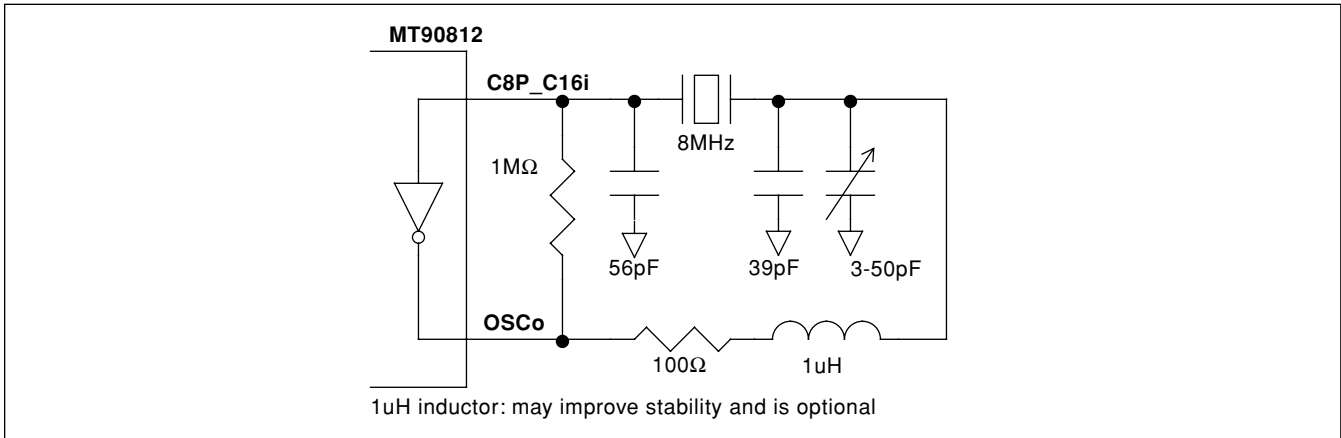 MT90812
C8P_C16i
8MHz
1MΩ
56pF
39pF
3-50pF
OSCo
100Ω
1uH
1uH inductor: may improve stability and is optional